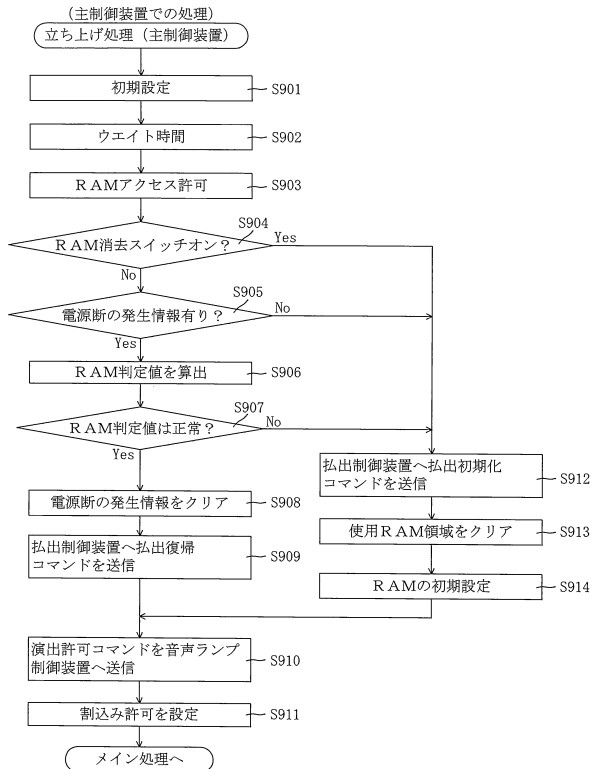 （主制御装置での処理）
立ち上げ処理（主制御装置）
初期設定
S901
ウエイト時間
S902
ＲＡＭアクセス許可
S903
S904
ＲＡＭ消去スイッチオン？
Yes
No
S905
電源断の発生情報有り？
No
Yes
ＲＡＭ判定値を算出
S906
S907
ＲＡＭ判定値は正常？
No
Yes
払出制御装置へ払出初期化
コマンドを送信
S912
電源断の発生情報をクリア
S908
使用ＲＡＭ領域をクリア
S913
払出制御装置へ払出復帰
コマンドを送信
S909
ＲＡＭの初期設定
S914
演出許可コマンドを音声ランプ
制御装置へ送信
S910
割込み許可を設定
S911
メイン処理へ